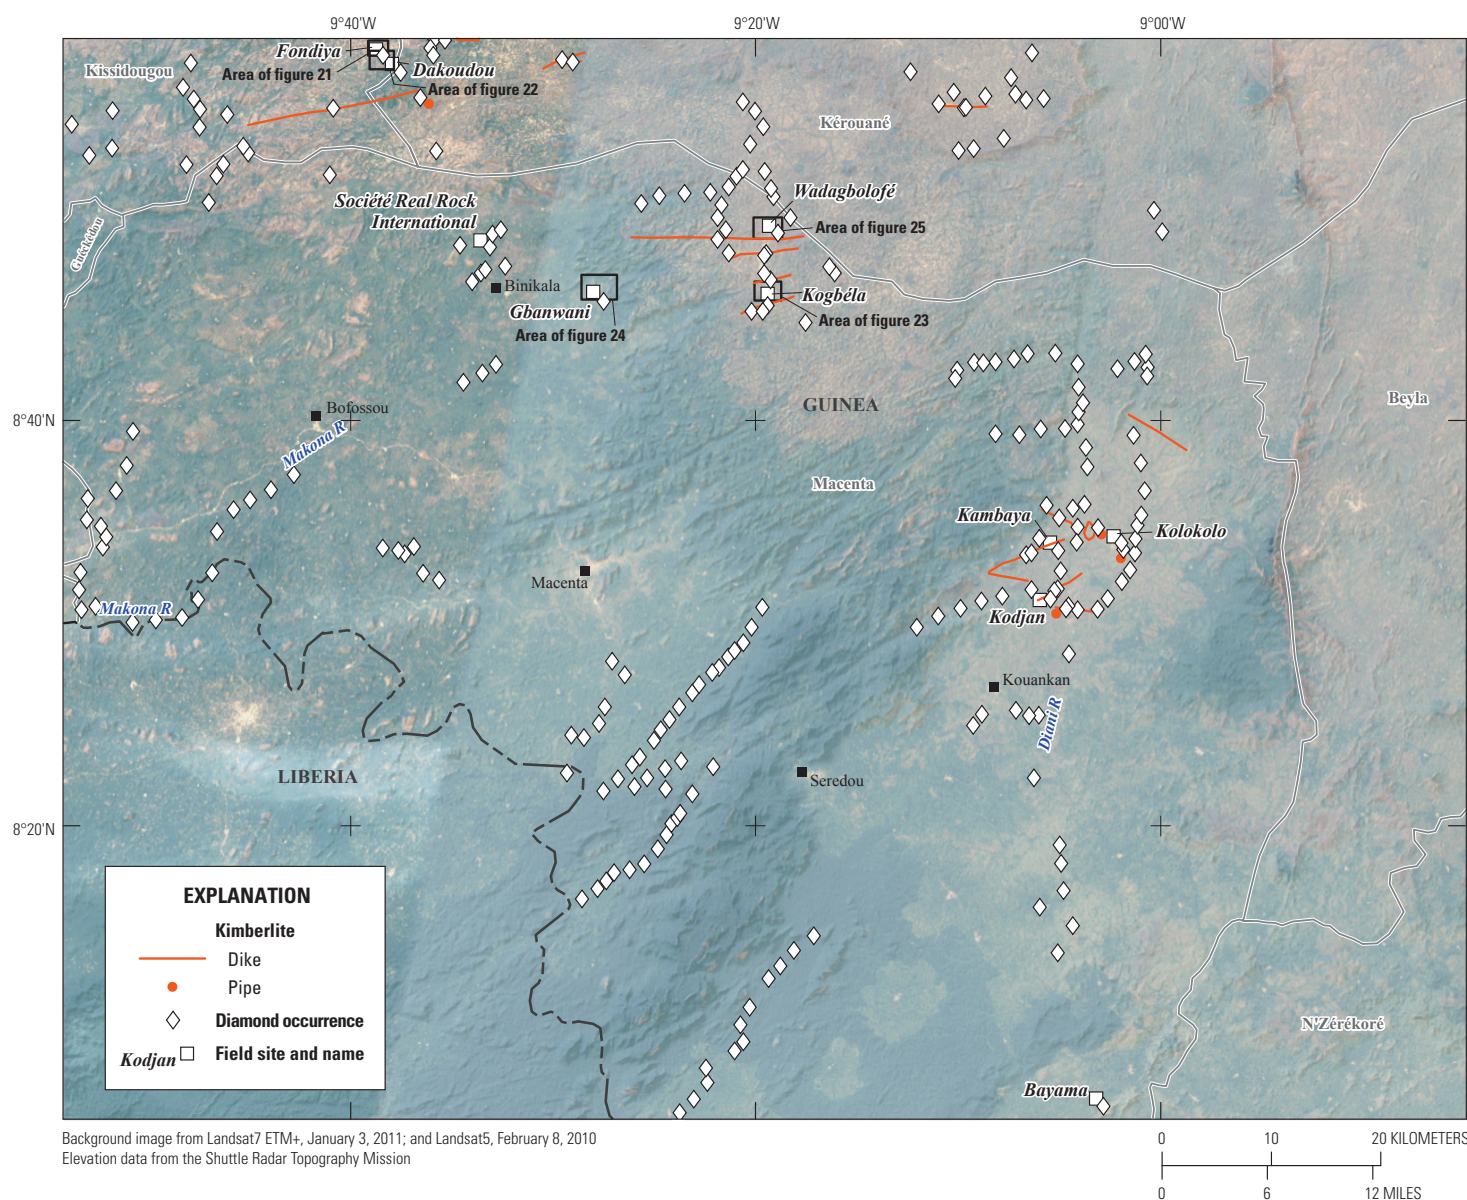 9°40'W
9°20'W
9°00'W
Fondiya
Kissidougou
Area of figure 21
Dakoudou
Area of figure 22
Kérouané
Société Real Rock
International
Wadagbolofé
Area of figure 25
Guékédou
Binikala
Gbanwani
Area of figure 24
Kogbéla
Area of figure 23
8°40'N
Bofossou
Makona R
GUINEA
Beyla
Macenta
Kambaya
Kolokolo
Macenta
Makona R
Kodjan
Kouankan
Diani R
LIBERIA
Seredou
8°20'N
N'Zérékoré
Bayama
EXPLANATION
Kimberlite
Dike
Pipe
Diamond occurrence
Kodjan Field site and name
Background image from Landsat7 ETM+, January 3, 2011; and Landsat5, February 8, 2010
Elevation data from the Shuttle Radar Topography Mission
0 10 20 KILOMETERS
0 6 12 MILES